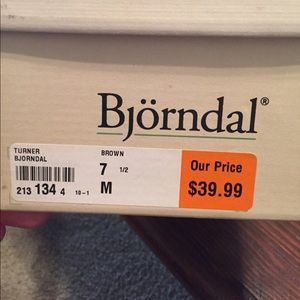 Björndal®
TURNER
BJORNDAL
BROWN
7 1/2
M
213 134 4 10-1
Our Price
$39.99